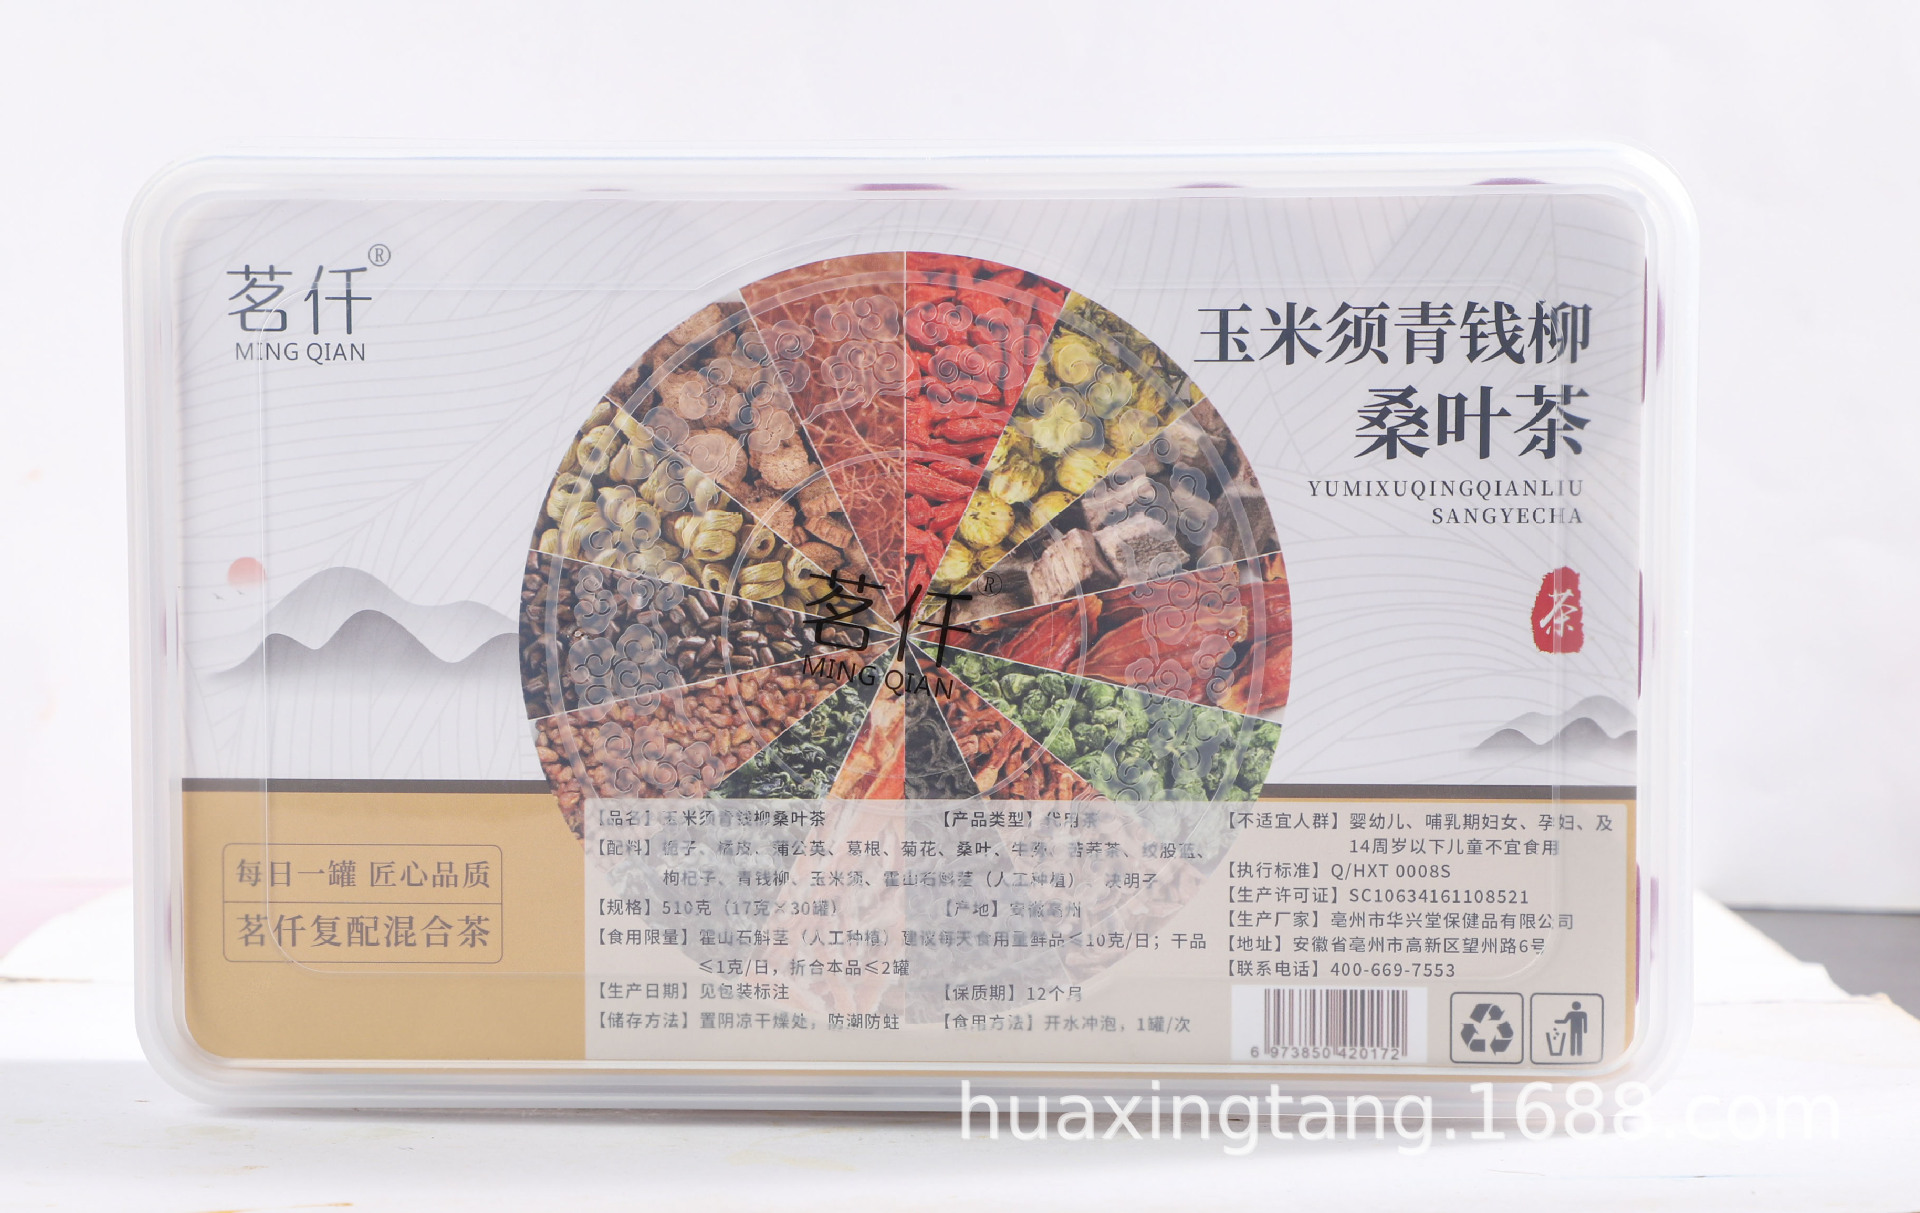 茗仟®
MING QIAN
玉米须青钱柳
桑叶茶
YUMIXUQINGQIANLIU
SANGYECHA
茶
茗仟®
MING QIAN
每日一罐 匠心品质
茗仟复配混合茶
【品名】玉米须青钱柳桑叶茶
【产品类型】代用茶
【配料】栀子、橘皮、蒲公英、葛根、菊花、桑叶、牛蒡、苦荞茶、绞股蓝、
枸杞子、青钱柳、玉米须、霍山石斛茎（人工种植）、决明子
【规格】510克（17克×30罐）
【产地】安徽亳州
【食用限量】霍山石斛茎（人工种植）建议每天食用量鲜品≤10克/日；干品
≤1克/日，折合本品≤2罐
【生产日期】见包装标注
【保质期】12个月
【储存方法】置阴凉干燥处，防潮防蛀
【食用方法】开水冲泡，1罐/次
【不适宜人群】婴幼儿、哺乳期妇女、孕妇、及
14周岁以下儿童不宜食用
【执行标准】Q/HXT 0008S
【生产许可证】SC10634161108521
【生产厂家】亳州市华兴堂保健品有限公司
【地址】安徽省亳州市高新区望州路6号
【联系电话】400-669-7553
6 973850 420172
huaxingtang.1688.com